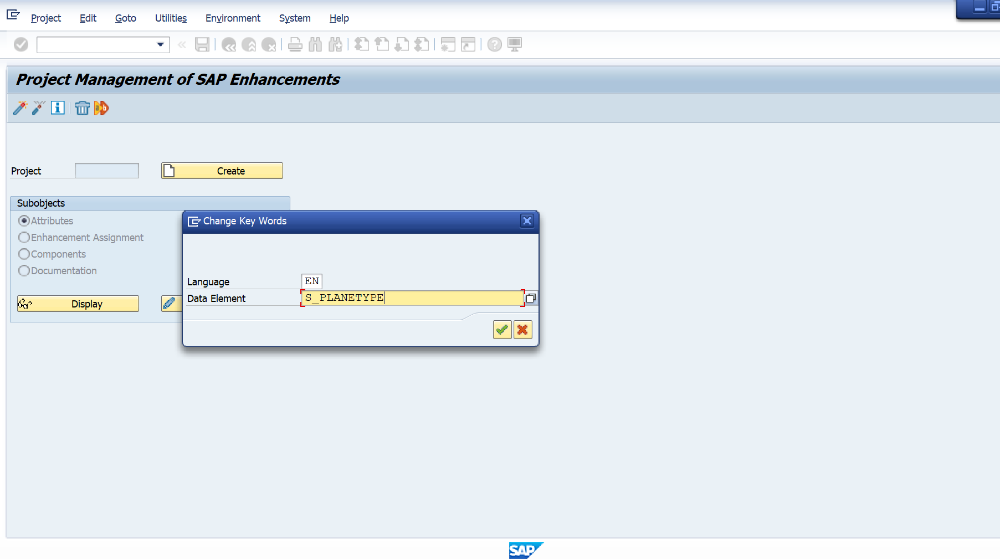 Project Edit Goto Utilities Environment System Help
Project Management of SAP Enhancements
Project
Create
Subobjects
Attributes
Enhancement Assignment
Components
Documentation
Display
Change Key Words
Language EN
Data Element S_PLANETYPE
SAP